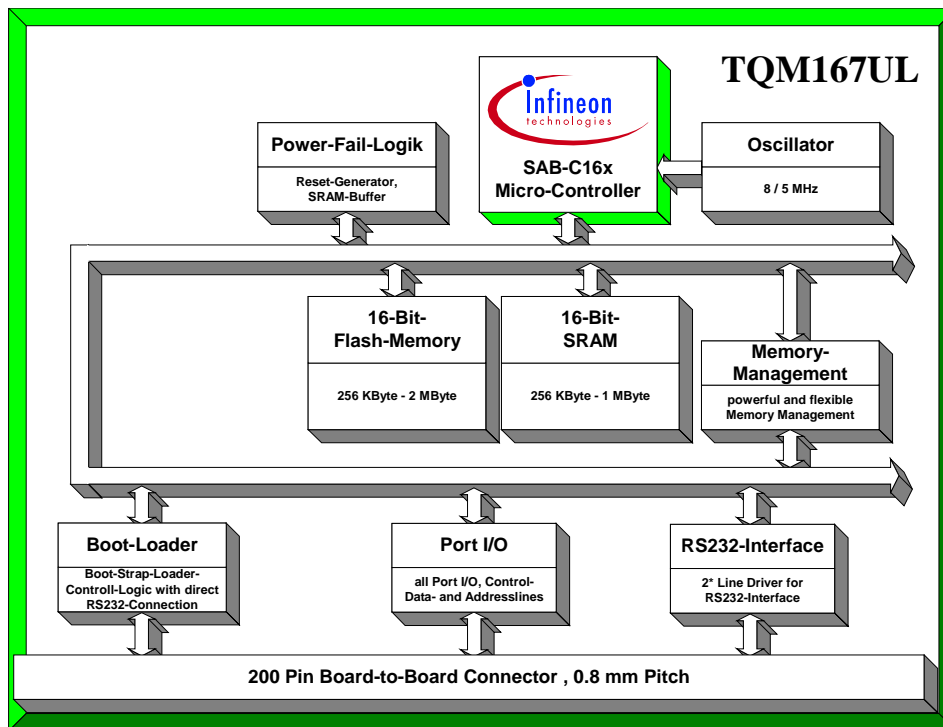 TQM167UL
Infineon
technologies
SAB-C16x
Micro-Controller
Power-Fail-Logik
Reset-Generator,
SRAM-Buffer
Oscillator
8 / 5 MHz
16-Bit-
Flash-Memory
256 KByte - 2 MByte
16-Bit-
SRAM
256 KByte - 1 MByte
Memory-
Management
powerful and flexible
Memory Management
Boot-Loader
Boot-Strap-Loader-
Controll-Logic with direct
RS232-Connection
Port I/O
all Port I/O, Control-
Data- and Addresslines
RS232-Interface
2* Line Driver for
RS232-Interface
200 Pin Board-to-Board Connector , 0.8 mm Pitch